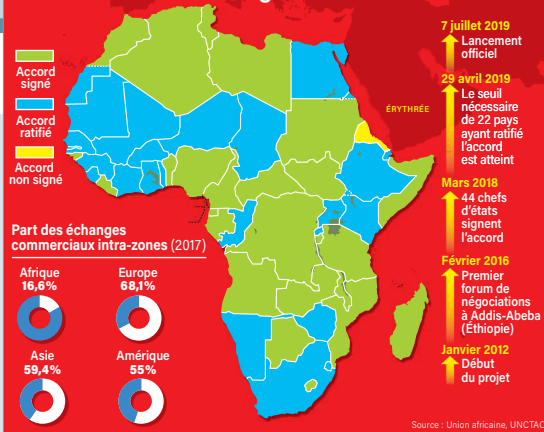 Accord
signé
Accord
ratifié
Accord
non signé
ÉRYTHRÉE
Part des échanges
commerciaux intra-zones (2017)
Afrique
16,6%
Europe
68,1%
Asie
59,4%
Amérique
55%
7 juillet 2019
Lancement
officiel
29 avril 2019
Le seuil
nécessaire
de 22 pays
ayant ratifié
l'accord
est atteint
Mars 2018
44 chefs
d'états
signent
l'accord
Février 2016
Premier
forum de
négociations
à Addis-Abeba
(Éthiopie)
Janvier 2012
Début
du projet
Source : Union africaine, UNCTAC